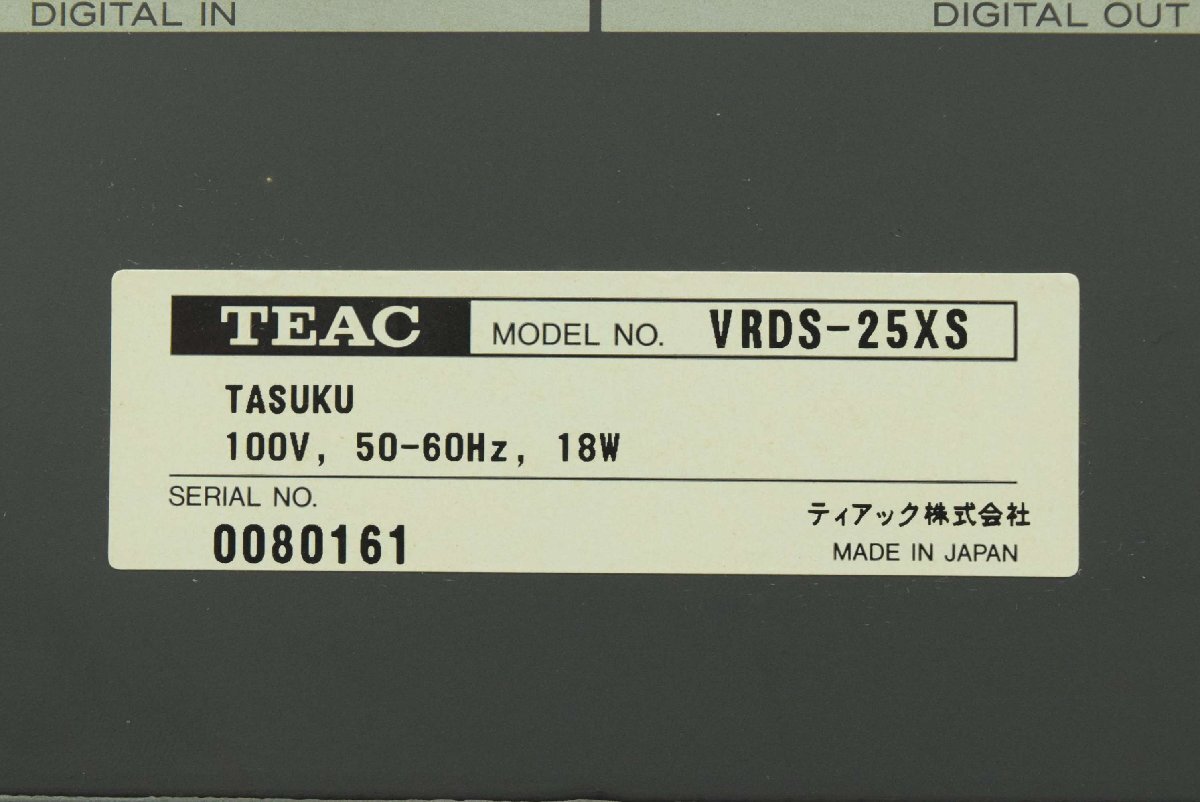 DIGITAL IN
DIGITAL OUT
TEAC MODEL NO. VRDS-25XS
TASUKU
100V, 50-60Hz, 18W
SERIAL NO.
0080161
ティアック株式会社
MADE IN JAPAN